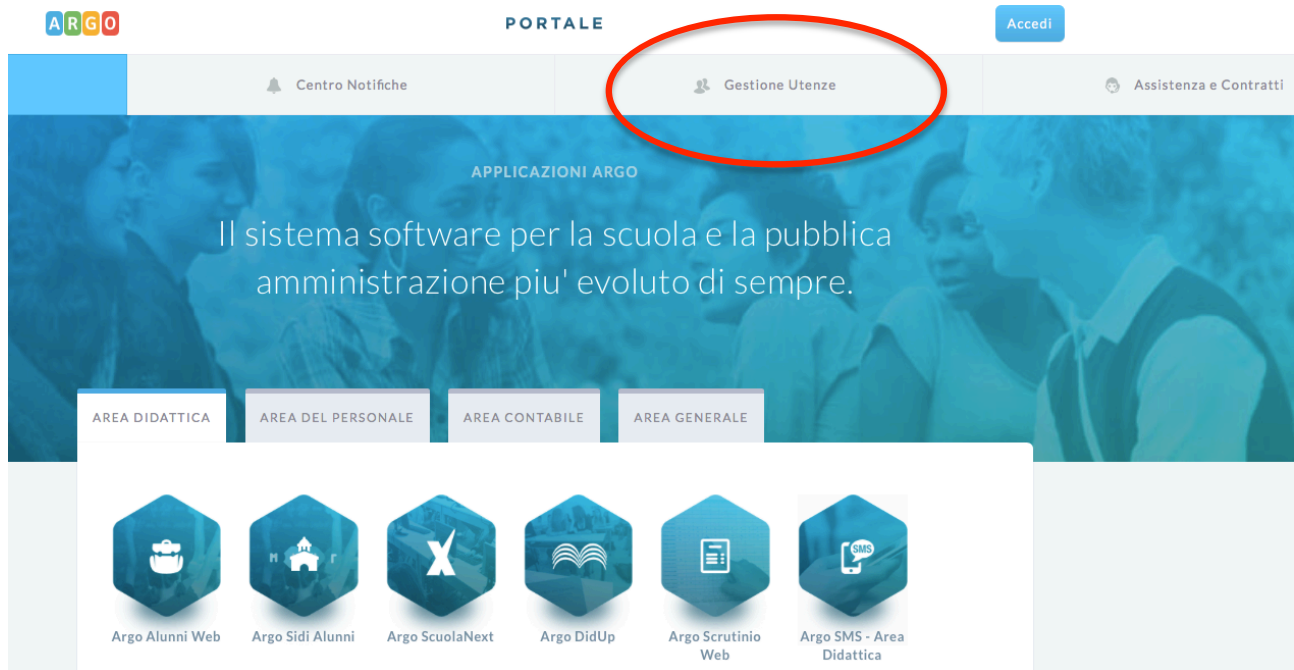 ARGO
PORTALE
Accedi
Centro Notifiche
Gestione Utenze
Assistenza e Contratti
APPLICAZIONI ARGO
Il sistema software per la scuola e la pubblica
amministrazione piu' evoluto di sempre.
AREA DIDATTICA
AREA DEL PERSONALE
AREA CONTABILE
AREA GENERALE
M r
SMS
Argo Alunni Web
Argo Sidi Alunni
Argo ScuolaNext
Argo DidUp
Argo Scrutinio
Web
Argo SMS - Area
Didattica